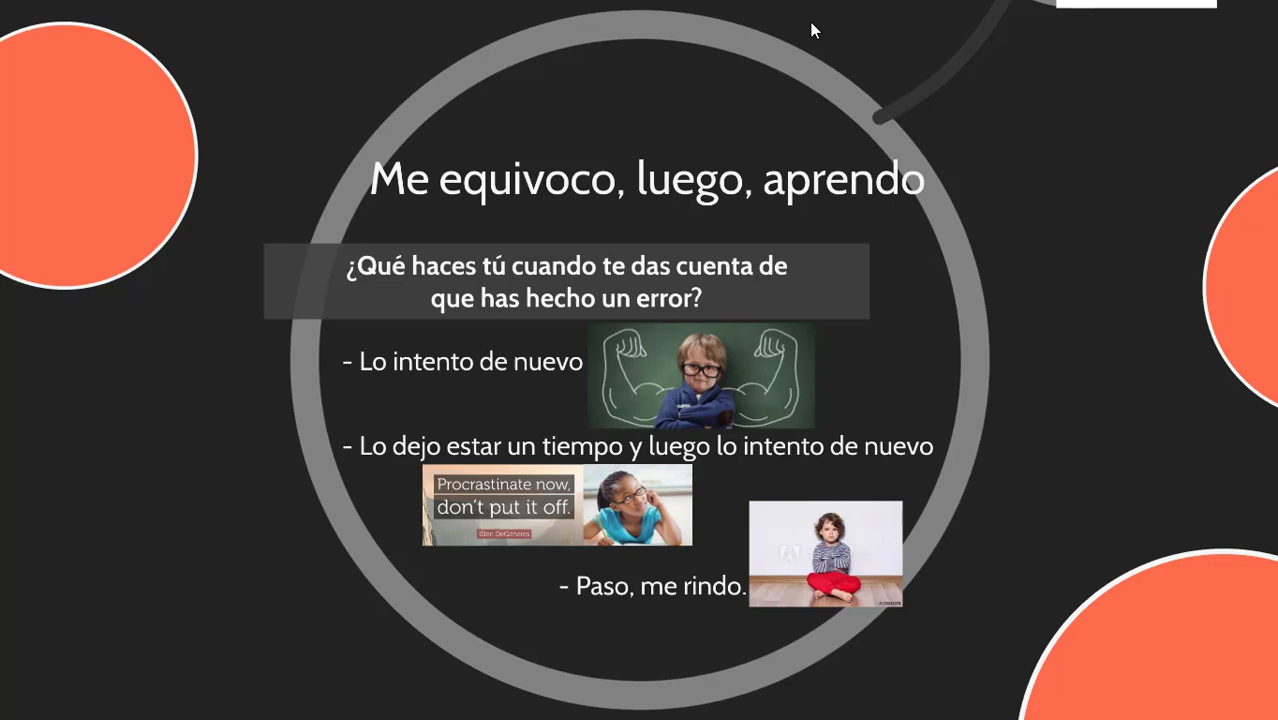 Me equivoco, luego, aprendo
¿Qué haces tú cuando te das cuenta de
que has hecho un error?
- Lo intento de nuevo
- Lo dejo estar un tiempo y luego lo intento de nuevo
Procrastinate now,
don't put it off.
Ellen DeGeneres
- Paso, me rindo.